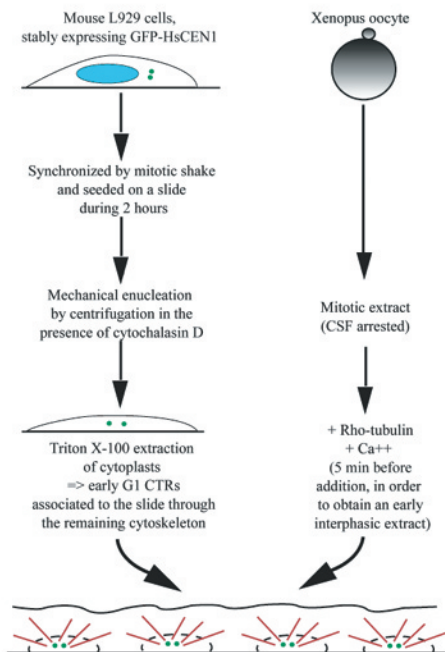 Mouse L929 cells,
stably expressing GFP-HsCEN1
Synchronized by mitotic shake
and seeded on a slide
during 2 hours
Mechanical enucleation
by centrifugation in the
presence of cytochalasin D
Triton X-100 extraction
of cytoplasts
=> early G1 CTRs
associated to the slide through
the remaining cytoskeleton
Xenopus oocyte
Mitotic extract
(CSF arrested)
+ Rho-tubulin
+ Ca++
(5 min before
addition, in order
to obtain an early
interphasic extract)